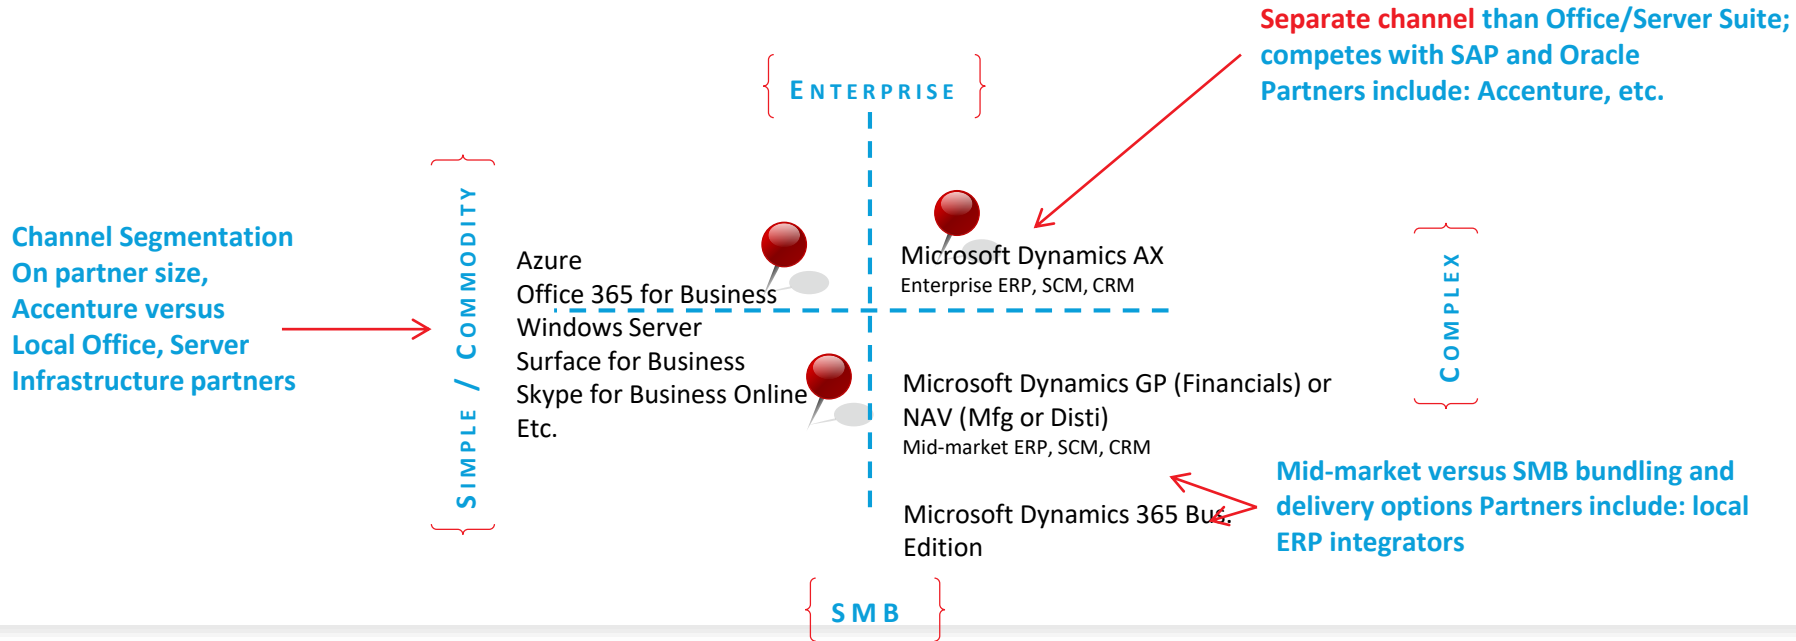 Separate channel than Office/Server Suite;
competes with SAP and Oracle
Partners include: Accenture, etc.
ENTERPRISE
Channel Segmentation
On partner size,
Accenture versus
Local Office, Server
Infrastructure partners
SIMPLE / COMMODITY
Azure
Office 365 for Business
Windows Server
Surface for Business
Skype for Business Online
Etc.
Microsoft Dynamics AX
Enterprise ERP, SCM, CRM
COMPLEX
Microsoft Dynamics GP (Financials) or
NAV (Mfg or Disti)
Mid-market ERP, SCM, CRM
Microsoft Dynamics 365 Bus.
Edition
Mid-market versus SMB bundling and
delivery options Partners include: local
ERP integrators
SMB